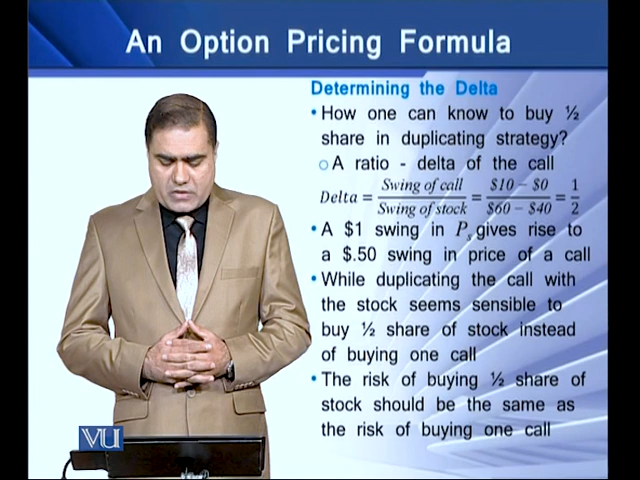 An Option Pricing Formula
Determining the Delta
• How one can know to buy ½
share in duplicating strategy?
○ A ratio - delta of the call
Delta = Swing of call / Swing of stock = $10 − $0 / $60 − $40 = 1 / 2
• A $1 swing in Pₛ gives rise to
a $.50 swing in price of a call
• While duplicating the call with
the stock seems sensible to
buy ½ share of stock instead
of buying one call
• The risk of buying ½ share of
stock should be the same as
the risk of buying one call
VU